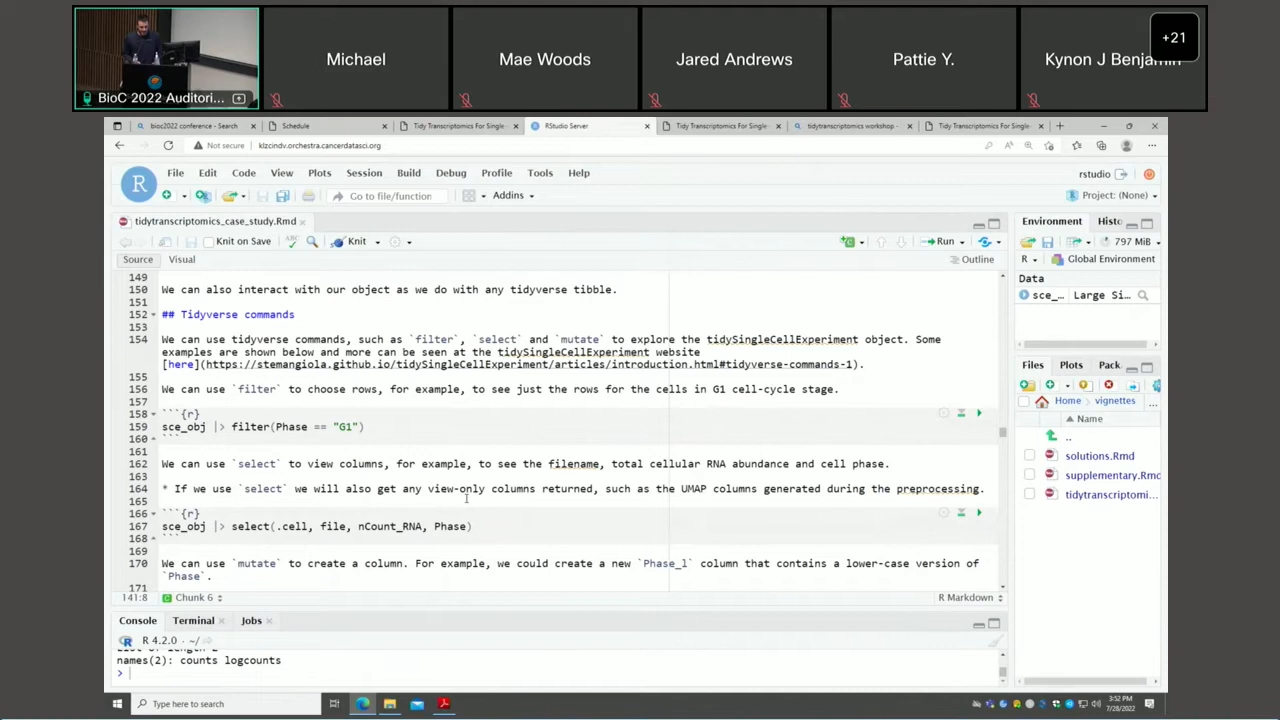 BioC 2022 Auditori...
Michael
Mae Woods
Jared Andrews
Pattie Y.
Kynon J Benjamin
+21
bioc2022 conference - Search
Schedule
Tidy Transcriptomics For Single-
RStudio Server
Tidy Transcriptomics For Single-
tidytranscriptomics workshop -
Tidy Transcriptomics For Single-
Not secure | klzcindv.orchestra.cancerdatasci.org
File Edit Code View Plots Session Build Debug Profile Tools Help
rstudio
Go to file/function
Addins
Project: (None)
tidytranscriptomics_case_study.Rmd
Knit on Save
Knit
Run
Source Visual
Outline
149
150 We can also interact with our object as we do with any tidyverse tibble.
151
152 ## Tidyverse commands
153
154 We can use tidyverse commands, such as `filter`, `select` and `mutate` to explore the tidySingleCellExperiment object. Some
examples are shown below and more can be seen at the tidySingleCellExperiment website
[here](https://stemangiola.github.io/tidySingleCellExperiment/articles/introduction.html#tidyverse-commands-1).
155
156 We can use `filter` to choose rows, for example, to see just the rows for the cells in G1 cell-cycle stage.
157
158 ```{r}
159 sce_obj |> filter(Phase == "G1")
160 ```
161
162 We can use `select` to view columns, for example, to see the filename, total cellular RNA abundance and cell phase.
163
164 * If we use `select` we will also get any view-only columns returned, such as the UMAP columns generated during the preprocessing.
165
166 ```{r}
167 sce_obj |> select(.cell, file, nCount_RNA, Phase)
168 ```
169
170 We can use `mutate` to create a column. For example, we could create a new `Phase_l` column that contains a lower-case version of
`Phase`.
171
141:8 Chunk 6 R Markdown
Console Terminal Jobs
R 4.2.0 · ~/
names(2): counts logcounts
>
Environment Histo
797 MiB
R Global Environment
Data
sce_... Large Si...
Files Plots Pack
Home vignettes
Name
..
solutions.Rmd
supplementary.Rmd
tidytranscriptomi...
Type here to search
3:52 PM
7/28/2022